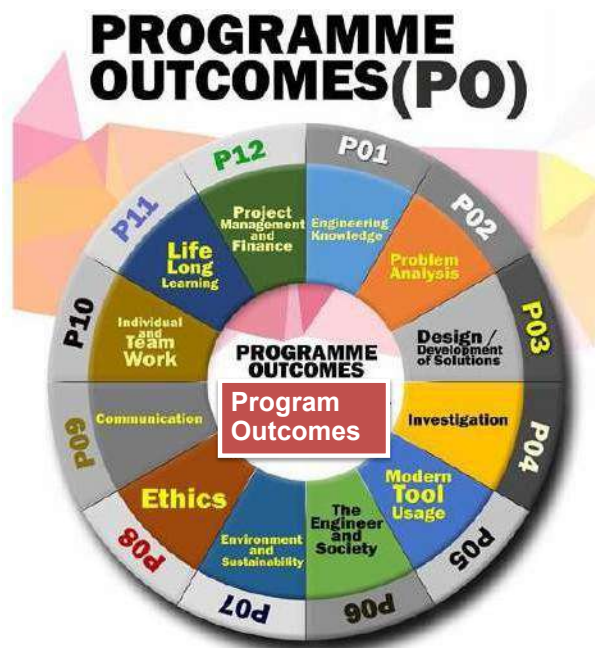 PROGRAMME
OUTCOMES(PO)
P12
P01
P02
P03
P04
P05
P06
P07
P08
P09
P10
P11
Project
Management
and
Finance
Engineering
Knowledge
Problem
Analysis
Design /
Development
of Solutions
Investigation
Modern
Tool
Usage
The
Engineer
and
Society
Environment
and
Sustainability
Ethics
Communication
Individual
and
Team
Work
Life
Long
Learning
PROGRAMME
OUTCOMES
Program
Outcomes